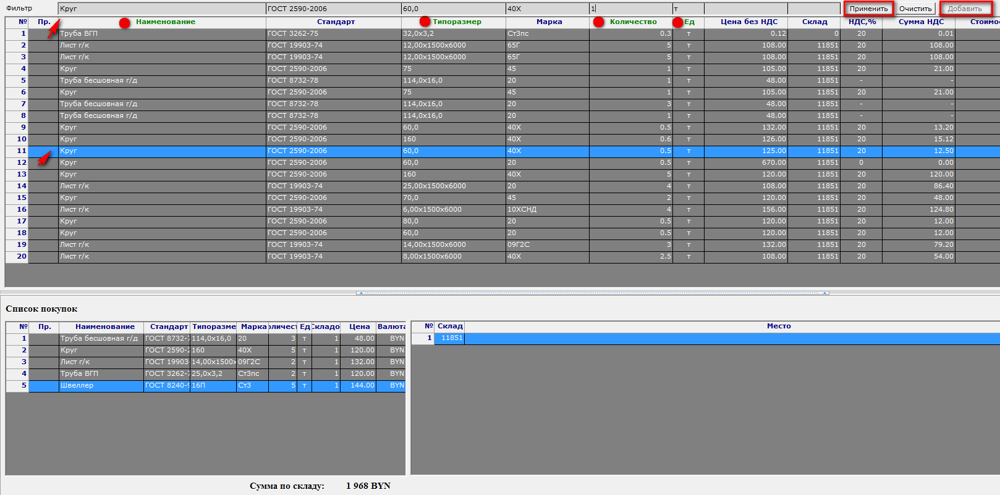 Фильтр Круг ГОСТ 2590-2006 60,0 40Х 1 т Применить Очистить Добавить
№ Пр. Наименование Стандарт Типоразмер Марка Количество Ед Цена без НДС Склад НДС,% Сумма НДС Стоимос
1 Труба ВГП ГОСТ 3262-75 32,0х3,2 Ст3пс 0.3 т 0.12 0 20 0.01
2 Лист г/к ГОСТ 19903-74 12,00х1500х6000 65Г 5 т 108.00 11851 20 108.00
3 Лист г/к ГОСТ 19903-74 12,00х1500х6000 65Г 5 т 108.00 11851 20 108.00
4 Круг ГОСТ 2590-2006 75 45 1 т 105.00 11851 20 21.00
5 Труба бесшовная г/д ГОСТ 8732-78 114,0х16,0 20 1 т 48.00 11851 - -
6 Круг ГОСТ 2590-2006 75 45 1 т 105.00 11851 20 21.00
7 Труба бесшовная г/д ГОСТ 8732-78 114,0х16,0 20 3 т 48.00 11851 - -
8 Труба бесшовная г/д ГОСТ 8732-78 114,0х16,0 20 1 т 48.00 11851 - -
9 Круг ГОСТ 2590-2006 60,0 40Х 0.5 т 132.00 11851 20 13.20
10 Круг ГОСТ 2590-2006 160 40Х 0.6 т 126.00 11851 20 15.12
11 Круг ГОСТ 2590-2006 60,0 40Х 0.5 т 125.00 11851 20 12.50
12 Круг ГОСТ 2590-2006 60,0 20 0.5 т 670.00 11851 0 0.00
13 Круг ГОСТ 2590-2006 160 40Х 5 т 120.00 11851 20 120.00
14 Лист г/к ГОСТ 19903-74 25,00х1500х6000 20 4 т 108.00 11851 20 86.40
15 Круг ГОСТ 2590-2006 70,0 45 2 т 120.00 11851 20 48.00
16 Лист г/к ГОСТ 19903-74 6,00х1500х6000 10ХСНД 4 т 156.00 11851 20 124.80
17 Круг ГОСТ 2590-2006 80,0 20 0.5 т 120.00 11851 20 12.00
18 Круг ГОСТ 2590-2006 60,0 20 0.5 т 120.00 11851 20 12.00
19 Лист г/к ГОСТ 19903-74 14,00х1500х6000 09Г2С 3 т 132.00 11851 20 79.20
20 Лист г/к ГОСТ 19903-74 8,00х1500х6000 40Х 2.5 т 108.00 11851 20 54.00
Список покупок
№ Пр. Наименование Стандарт Типоразме Марка оличест Ед Складо Цена Валюта
1 Труба бесшовная г/д ГОСТ 8732-7 114,0х16,0 20 3 т 1 48.00 BYN
2 Круг ГОСТ 2590-2 160 40Х 5 т 1 120.00 BYN
3 Лист г/к ГОСТ 19903- 14,00х1500х 09Г2С 2 т 1 132.00 BYN
4 Труба ВГП ГОСТ 3262-7 25,0х3,2 Ст3пс 2 т 1 120.00 BYN
5 Швеллер ГОСТ 8240-9 16П Ст3 5 т 1 144.00 BYN
№ Склад Место
1 11851
Сумма по складу: 1 968 BYN